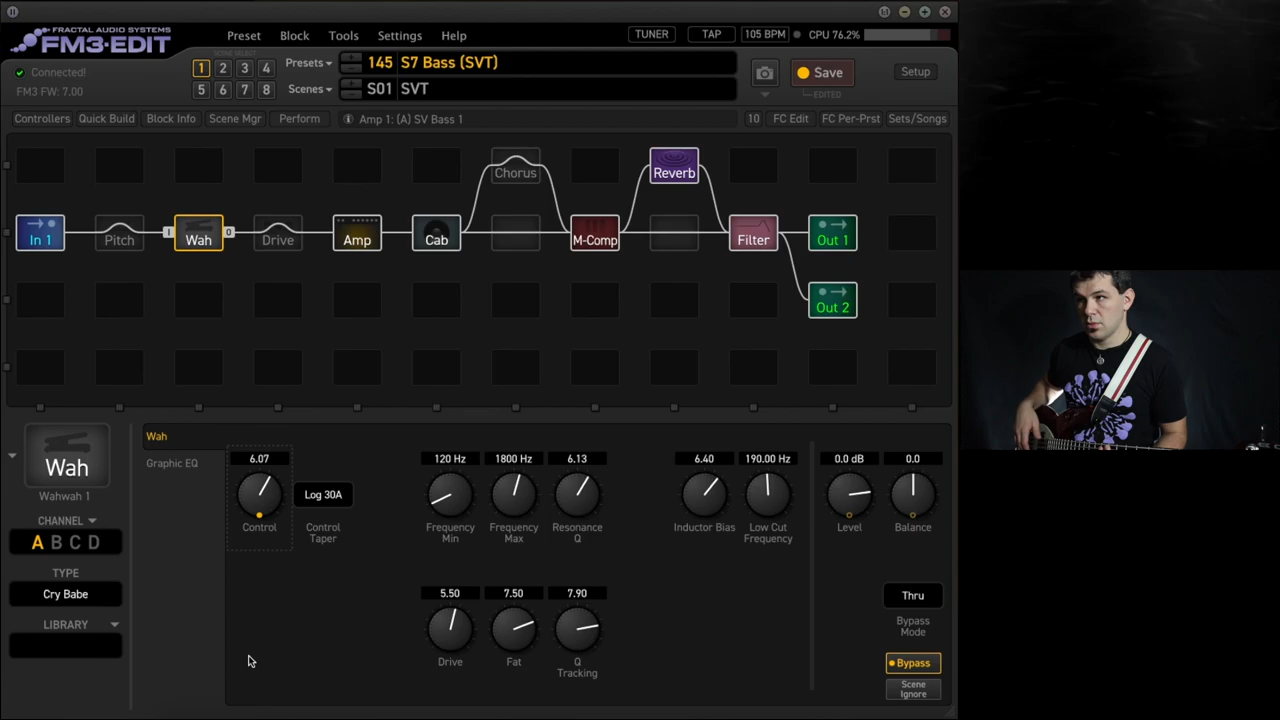 FRACTAL AUDIO SYSTEMS
FM3-EDIT
Preset Block Tools Settings Help
TUNER TAP 105 BPM CPU 76.2%
Connected!
FM3 FW: 7.00
SCENE SELECT
1 2 3 4
5 6 7 8
Presets
145 S7 Bass (SVT)
Scenes
S01 SVT
Save
EDITED
Setup
Controllers Quick Build Block Info Scene Mgr Perform Amp 1: (A) SV Bass 1 10 FC Edit FC Per-Prst Sets/Songs
Chorus Reverb
In 1 Pitch I Wah O Drive Amp Cab M-Comp Filter Out 1
Out 2
Wah
Wahwah 1
CHANNEL
A B C D
TYPE
Cry Babe
LIBRARY
Wah
Graphic EQ
6.07 120 Hz 1800 Hz 6.13 6.40 190.00 Hz 0.0 dB 0.0
Log 30A
Control Control Taper Frequency Min Frequency Max Resonance Q Inductor Bias Low Cut Frequency Level Balance
5.50 7.50 7.90 Thru
Drive Fat Q Tracking
Bypass Mode
Bypass
Scene Ignore